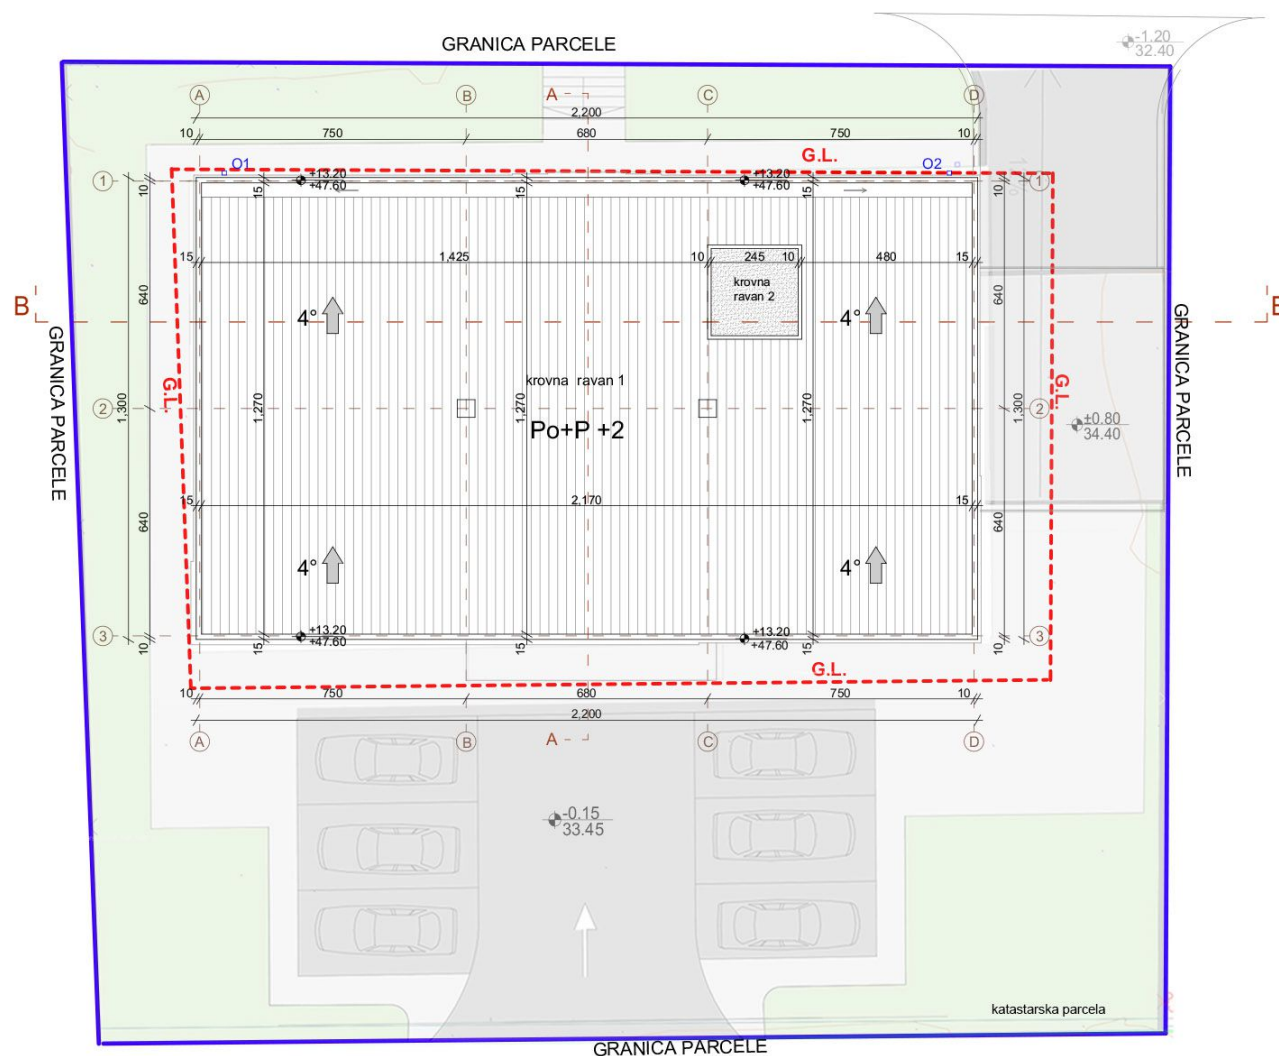 GRANICA PARCELE
-1.20
32.40
A B A C D
2,200
10 750 680 750 10
G.L.
O1 O2
1 +13.20 +13.20 1
+47.60 +47.60
10 15 15 15 10
15 1,425 10 245 10 480 15
krovna
ravan 2
640 640
B B
4° 4°
GRANICA PARCELE
GRANICA PARCELE
krovna ravan 1
G.L. G.L.
2 2
1,300 1,270 1,270 1,270 1,300
±0.80
34.40
Po+P +2
15 2,170 15
640 640
4° 4°
3 +13.20 +13.20 3
+47.60 +47.60
10 15 15 15 10
G.L.
10 750 680 750 10
2,200
A B A C D
-0.15
33.45
katastarska parcela
GRANICA PARCELE